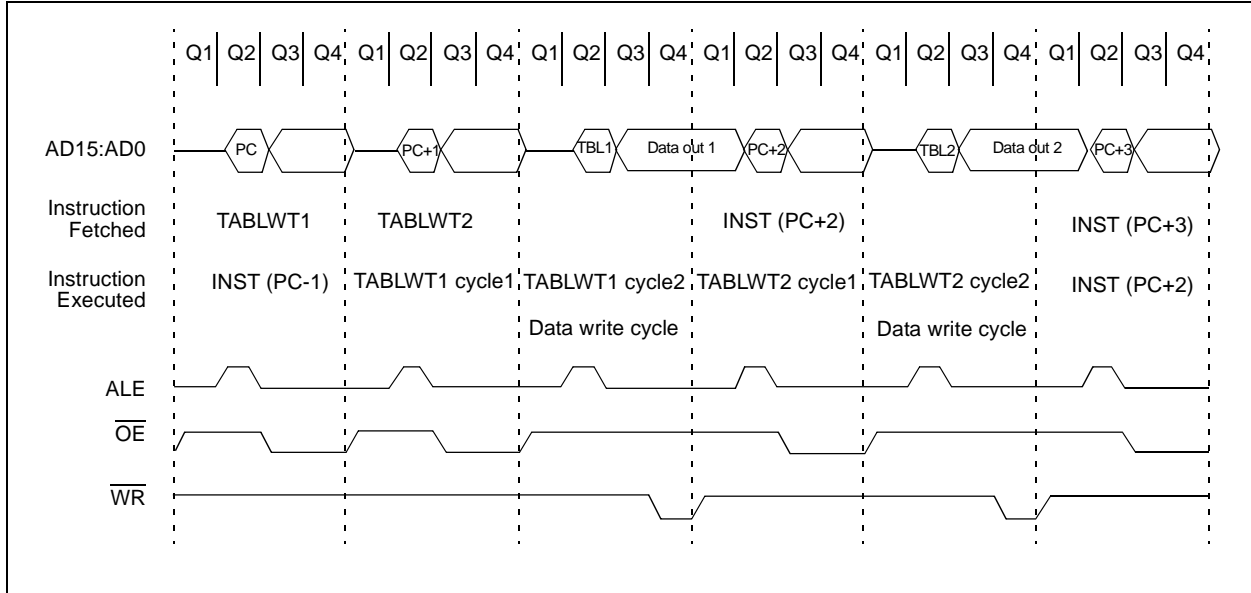 Q1 Q2 Q3 Q4 Q1 Q2 Q3 Q4 Q1 Q2 Q3 Q4 Q1 Q2 Q3 Q4 Q1 Q2 Q3 Q4 Q1 Q2 Q3 Q4
AD15:AD0 PC PC+1 TBL1 Data out 1 PC+2 TBL2 Data out 2 PC+3
Instruction
Fetched TABLWT1 TABLWT2 INST (PC+2) INST (PC+3)
Instruction
Executed INST (PC-1) TABLWT1 cycle1 TABLWT1 cycle2 TABLWT2 cycle1 TABLWT2 cycle2 INST (PC+2)
Data write cycle Data write cycle
ALE
OE
WR